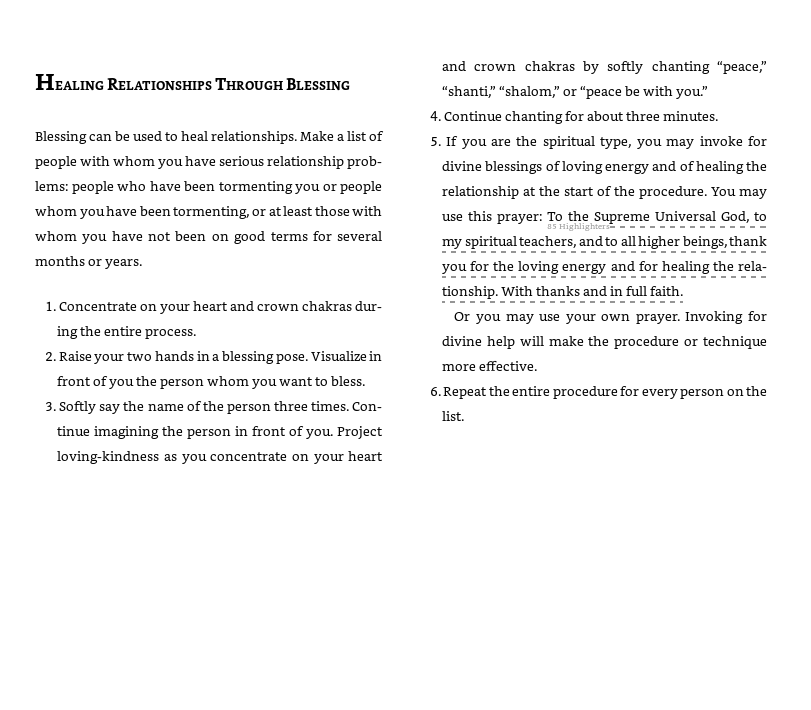 Healing Relationships Through Blessing
Blessing can be used to heal relationships. Make a list of
people with whom you have serious relationship prob-
lems: people who have been tormenting you or people
whom you have been tormenting, or at least those with
whom you have not been on good terms for several
months or years.
1. Concentrate on your heart and crown chakras dur-
ing the entire process.
2. Raise your two hands in a blessing pose. Visualize in
front of you the person whom you want to bless.
3. Softly say the name of the person three times. Con-
tinue imagining the person in front of you. Project
loving-kindness as you concentrate on your heart
and crown chakras by softly chanting “peace,”
“shanti,” “shalom,” or “peace be with you.”
4. Continue chanting for about three minutes.
5. If you are the spiritual type, you may invoke for
divine blessings of loving energy and of healing the
relationship at the start of the procedure. You may
use this prayer: To the Supreme Universal God, to
85 Highlighters
my spiritual teachers, and to all higher beings, thank
you for the loving energy and for healing the rela-
tionship. With thanks and in full faith.
Or you may use your own prayer. Invoking for
divine help will make the procedure or technique
more effective.
6. Repeat the entire procedure for every person on the
list.